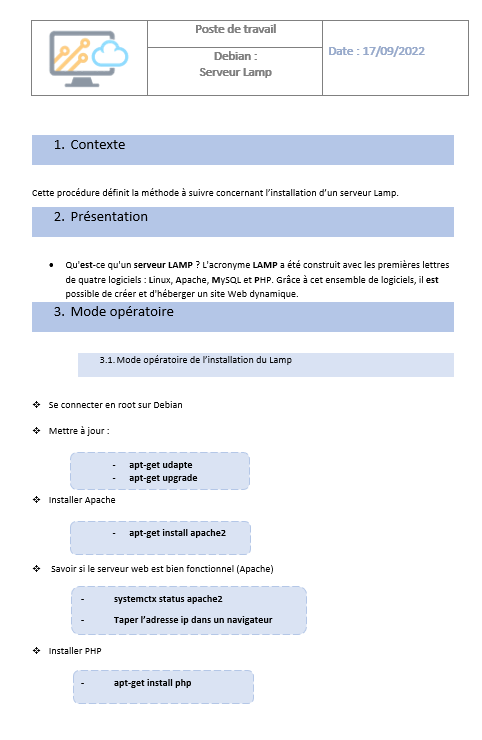 Poste de travail
Debian :
Serveur Lamp
Date : 17/09/2022
1. Contexte
Cette procédure définit la méthode à suivre concernant l’installation d’un serveur Lamp.
2. Présentation
• Qu'est-ce qu'un serveur LAMP ? L'acronyme LAMP a été construit avec les premières lettres
de quatre logiciels : Linux, Apache, MySQL et PHP. Grâce à cet ensemble de logiciels, il est
possible de créer et d'héberger un site Web dynamique.
3. Mode opératoire
3.1. Mode opératoire de l’installation du Lamp
❖ Se connecter en root sur Debian
❖ Mettre à jour :
- apt-get udapte
- apt-get upgrade
❖ Installer Apache
- apt-get install apache2
❖ Savoir si le serveur web est bien fonctionnel (Apache)
- systemctx status apache2
- Taper l’adresse ip dans un navigateur
❖ Installer PHP
- apt-get install php